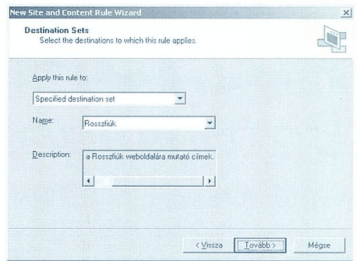 New Site and Content Rule Wizard
Destination Sets
Select the destinations to which this rule applies.
Apply this rule to:
Specified destination set
Name:
Rosszfiúk
Description:
a Rosszfiúk weboldalára mutató címek.
< Vissza
Tovább >
Mégse